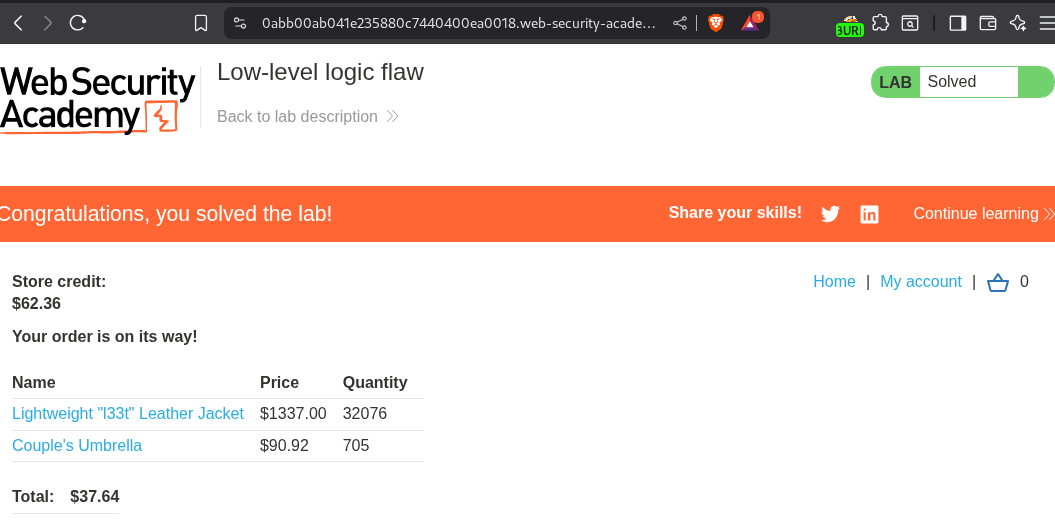 0abb00ab041e235880c7440400ea0018.web-security-acade...
1
BURI
Web Security
Academy
Low-level logic flaw
Back to lab description
LAB Solved
Congratulations, you solved the lab!
Share your skills!
Continue learning
Store credit:
$62.36
Home | My account | 0
Your order is on its way!
Name Price Quantity
Lightweight "l33t" Leather Jacket $1337.00 32076
Couple's Umbrella $90.92 705
Total: $37.64